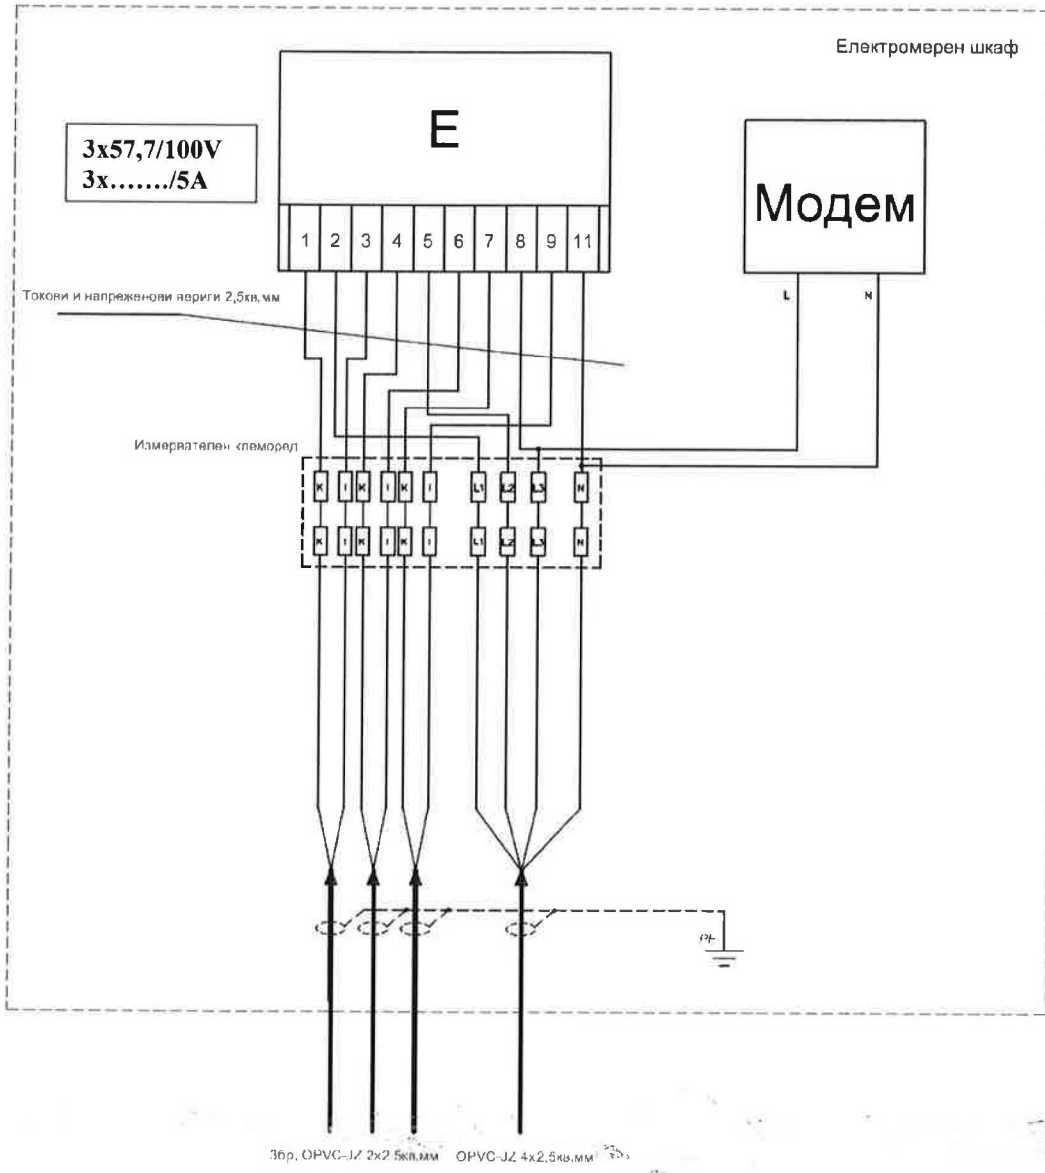 Електромерен шкаф
E
3x57,7/100V
3x......./5A
Модем
1 2 3 4 5 6 7 8 9 11
L N
Токови и напреженови вериги 2,5кв.мм
Измервателен клеморед
K I K I K I L1 L2 L3 N
K I K I K I L1 L2 L3 N
PE
3бр, OPVC-JZ 2x2.5кв.мм OPVC-JZ 4x2,5кв.мм